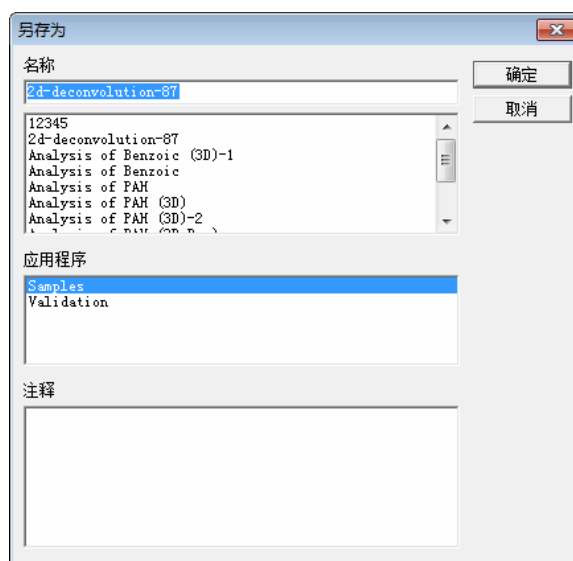 另存为
名称
确定
2d-deconvolution-87
取消
12345
2d-deconvolution-87
Analysis of Benzoic (3D)-1
Analysis of Benzoic
Analysis of PAH
Analysis of PAH (3D)
Analysis of PAH (3D)-2
应用程序
Samples
Validation
注释